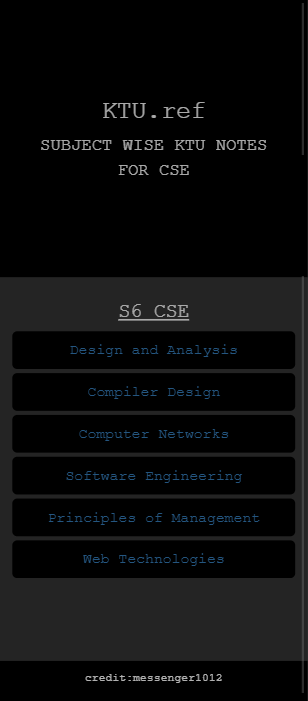 KTU.ref
SUBJECT WISE KTU NOTES
FOR CSE
S6 CSE
Design and Analysis
Compiler Design
Computer Networks
Software Engineering
Principles of Management
Web Technologies
credit:messenger1012